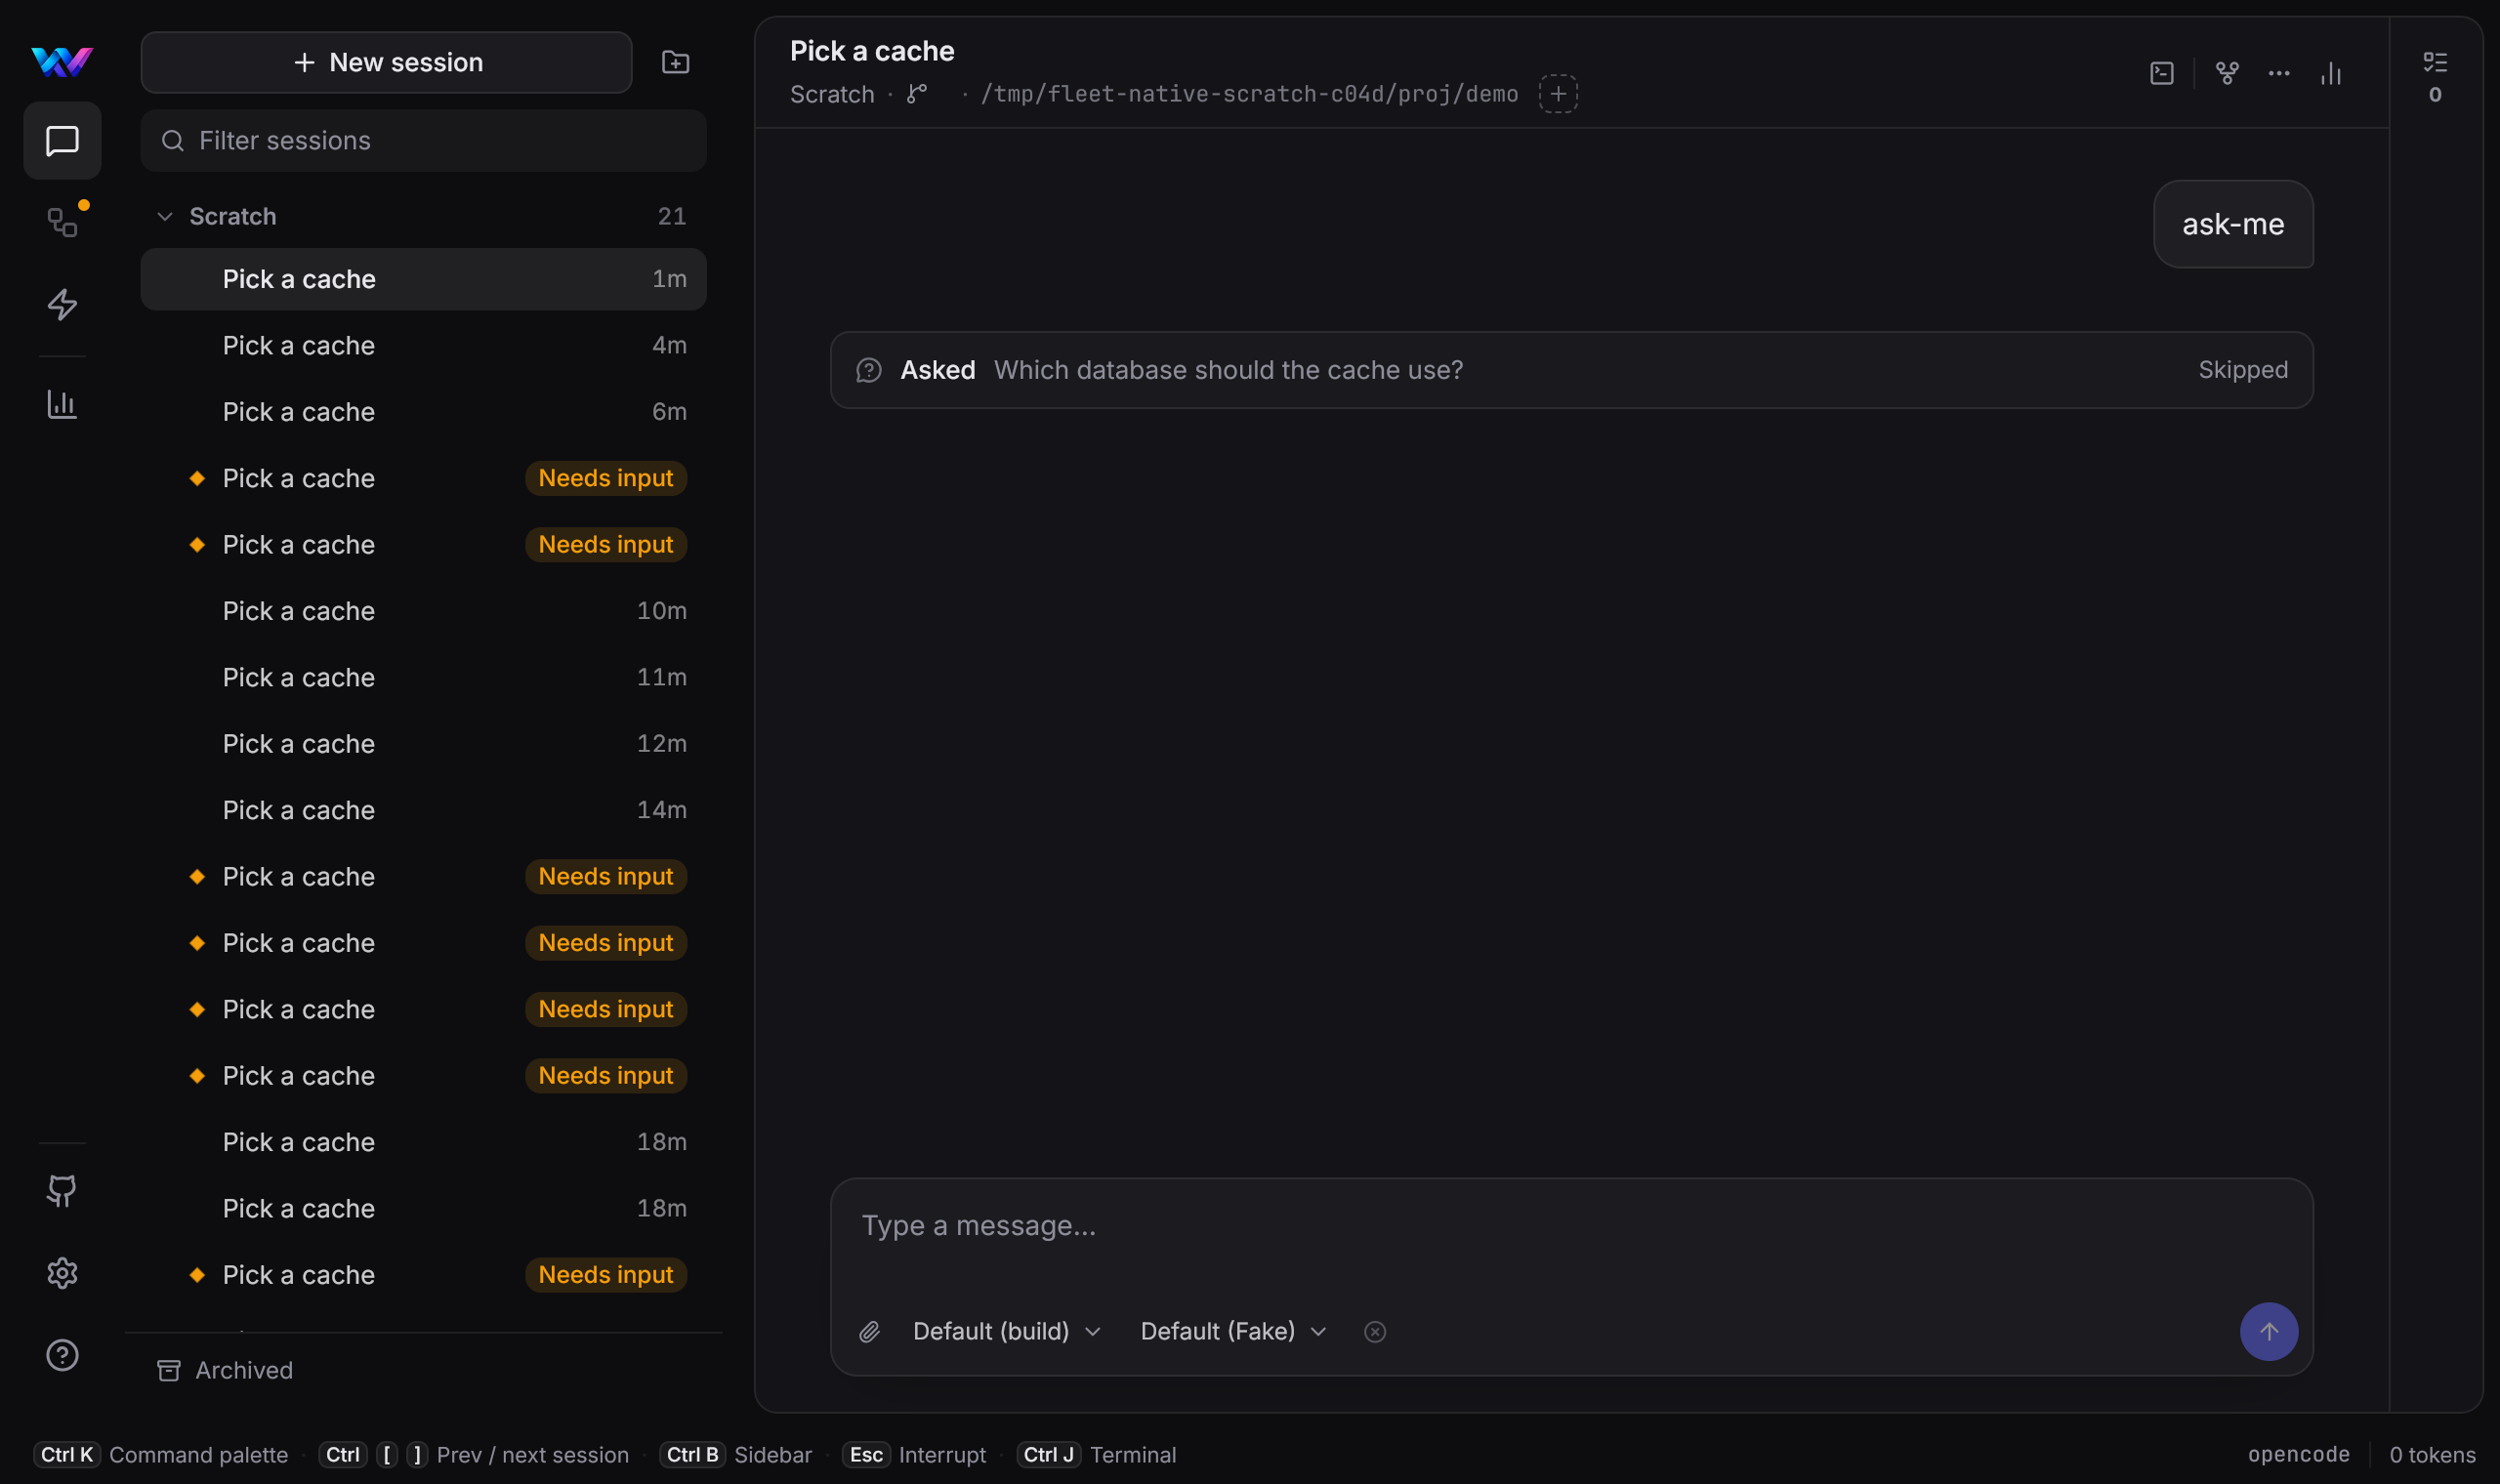 New session
Filter sessions
Scratch 21
Pick a cache 1m
Pick a cache 4m
Pick a cache 6m
Pick a cache Needs input
Pick a cache Needs input
Pick a cache 10m
Pick a cache 11m
Pick a cache 12m
Pick a cache 14m
Pick a cache Needs input
Pick a cache Needs input
Pick a cache Needs input
Pick a cache Needs input
Pick a cache 18m
Pick a cache 18m
Pick a cache Needs input
Archived
Pick a cache
Scratch · · /tmp/fleet-native-scratch-c04d/proj/demo
0
ask-me
Asked Which database should the cache use? Skipped
Type a message...
Default (build) Default (Fake)
Ctrl K Command palette · Ctrl [ ] Prev / next session · Ctrl B Sidebar · Esc Interrupt · Ctrl J Terminal
opencode 0 tokens